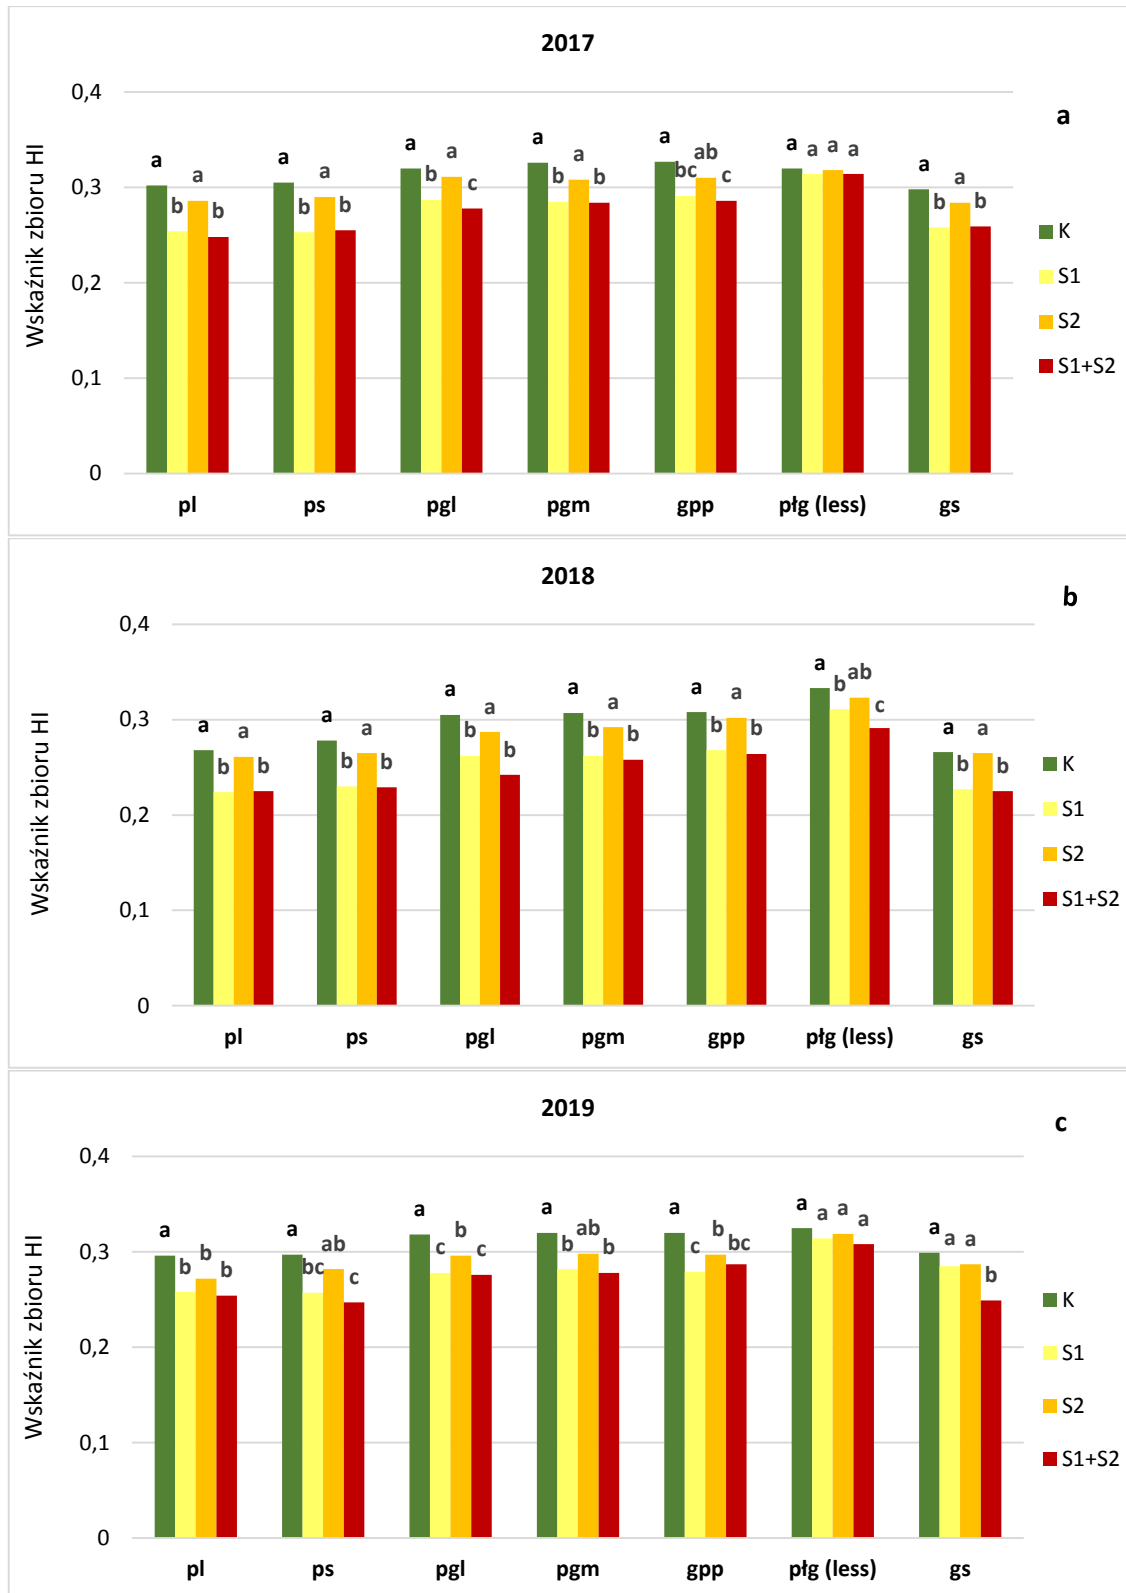 2017
a
Wskaźnik zbioru HI
0,4
0,3
0,2
0,1
0
a b a b
a b a b
a b a c
a b a b
a bc ab c
a a a a
a b a b
pl ps pgl pgm gpp płg (less) gs
K
S1
S2
S1+S2
2018
b
Wskaźnik zbioru HI
0,4
0,3
0,2
0,1
0
a b a b
a b a b
a b a b
a b a b
a b a b
a b ab c
a b a b
pl ps pgl pgm gpp płg (less) gs
K
S1
S2
S1+S2
2019
c
Wskaźnik zbioru HI
0,4
0,3
0,2
0,1
0
a b b b
a bc ab c
a c b c
a b ab b
a c b bc
a a a a
a a a b
pl ps pgl pgm gpp płg (less) gs
K
S1
S2
S1+S2